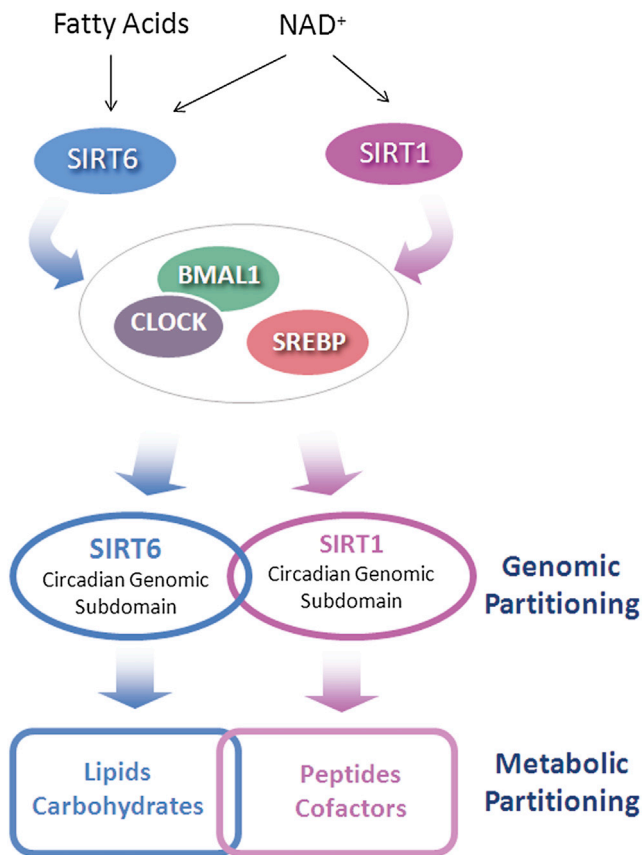 Fatty Acids NAD⁺
SIRT6 SIRT1
BMAL1
CLOCK
SREBP
SIRT6
Circadian Genomic
Subdomain
SIRT1
Circadian Genomic
Subdomain
Genomic
Partitioning
Lipids
Carbohydrates
Peptides
Cofactors
Metabolic
Partitioning